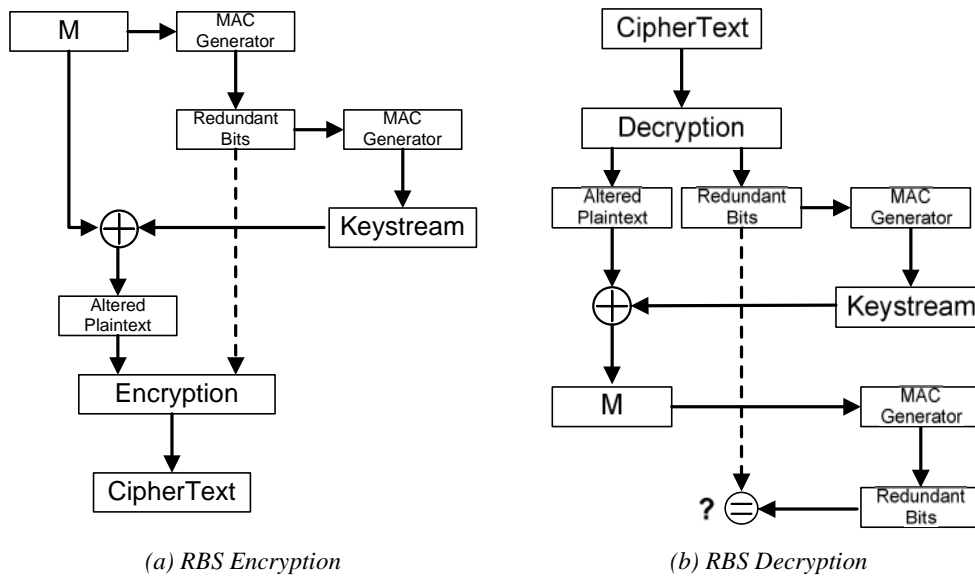 M
MAC
Generator
Redundant
Bits
MAC
Generator
Keystream
Altered
Plaintext
Encryption
CipherText
(a) RBS Encryption
CipherText
Decryption
Altered
Plaintext
Redundant
Bits
MAC
Generator
Keystream
M
MAC
Generator
Redundant
Bits
?
=
(b) RBS Decryption